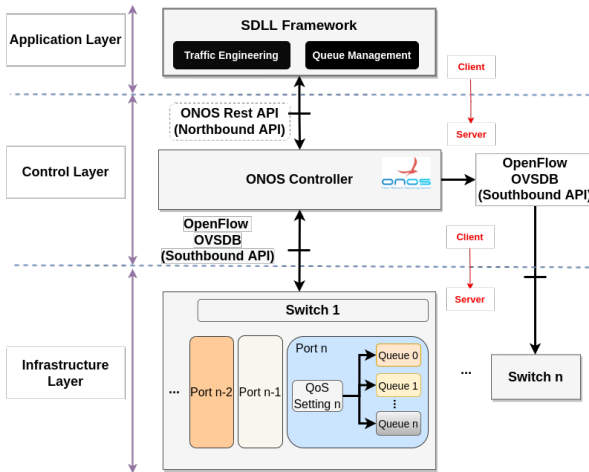 Application Layer
SDLL Framework
Traffic Engineering
Queue Management
Client
Server
ONOS Rest API
(Northbound API)
Control Layer
ONOS Controller
onos
OpenFlow
OVSDB
(Southbound API)
OpenFlow
OVSDB
(Southbound API)
Client
Server
Infrastructure
Layer
Switch 1
...
Port n-2
Port n-1
Port n
QoS
Setting n
Queue 0
Queue 1
...
Queue n
...
Switch n